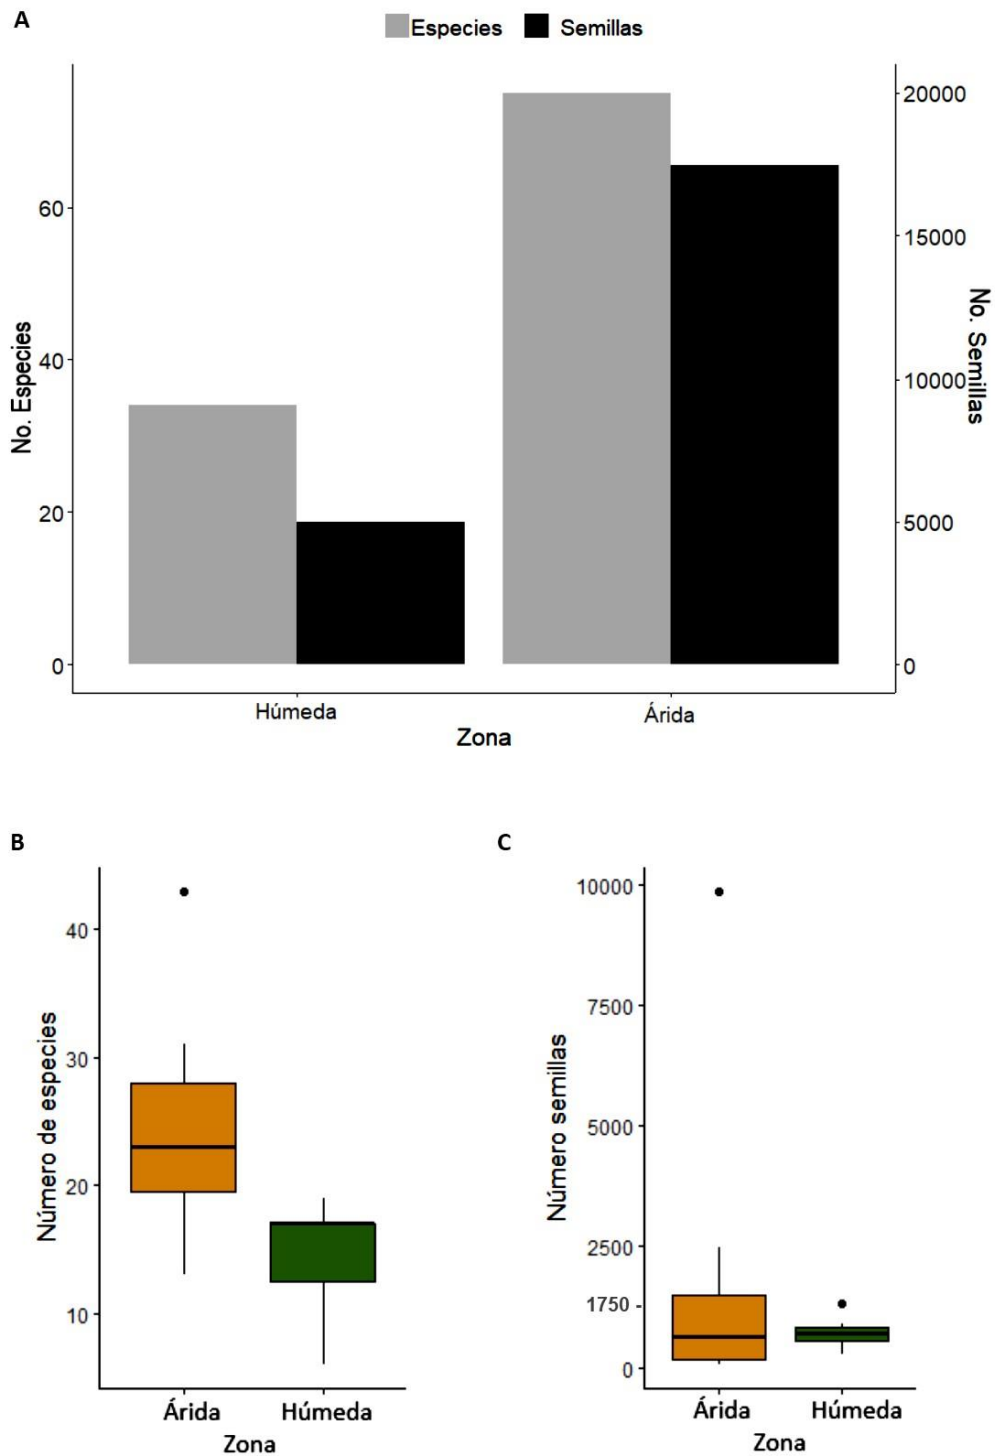 A
Especies Semillas
No. Especies
60
40
20
0
20000
15000
10000
5000
0
No. Semillas
Húmeda Árida
Zona
B
Número de especies
40
30
20
10
Árida Húmeda
Zona
C
Número semillas
10000
7500
5000
2500
1750
0
Árida Húmeda
Zona